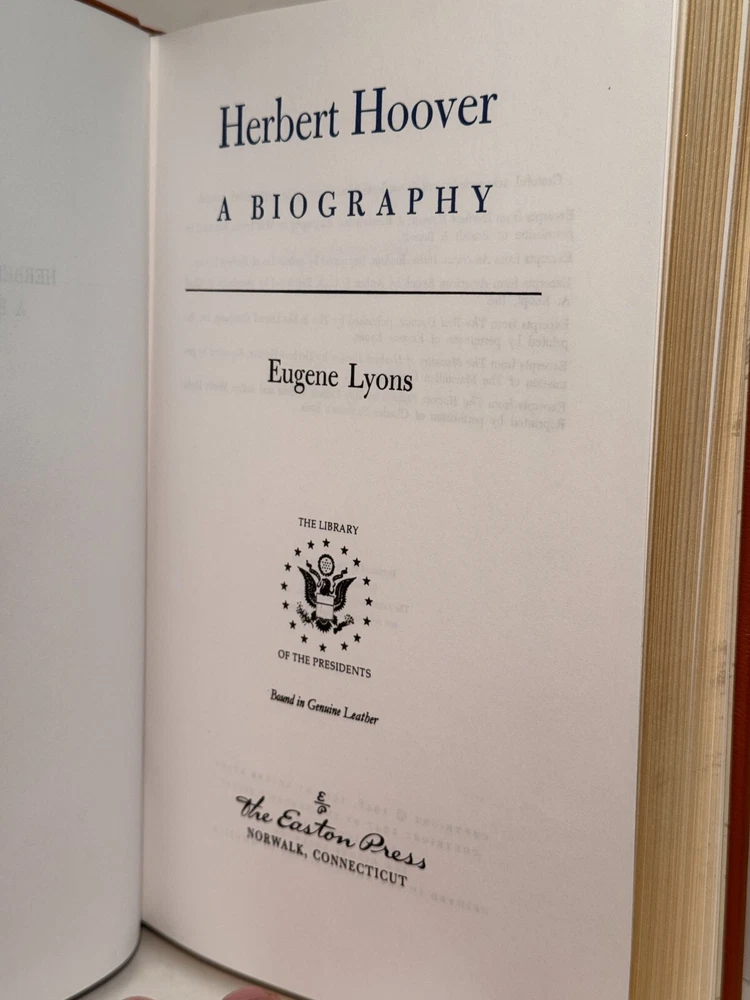 Herbert Hoover
A BIOGRAPHY
Eugene Lyons
THE LIBRARY
OF THE PRESIDENTS
Bound in Genuine Leather
The Easton Press
NORWALK, CONNECTICUT